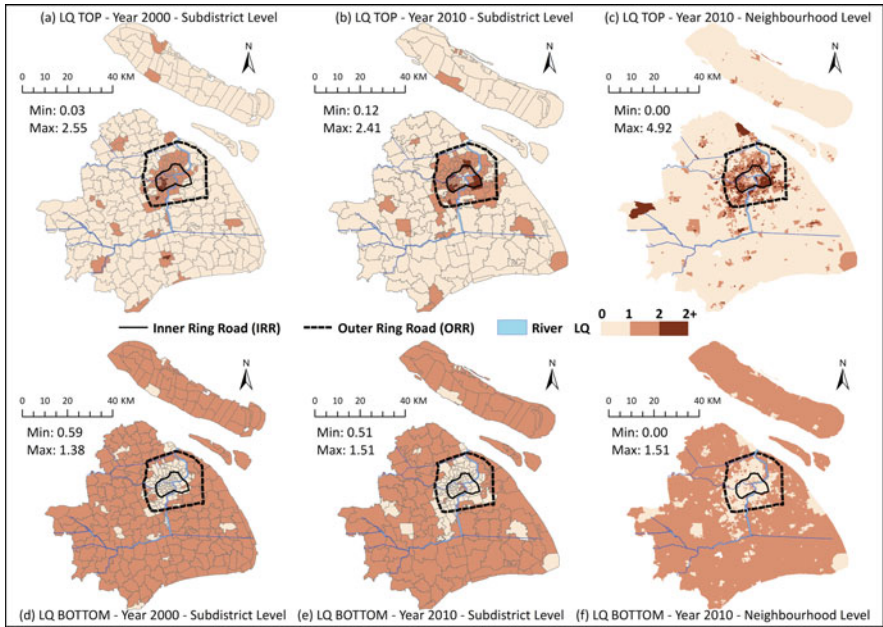 (a) LQ TOP - Year 2000 - Subdistrict Level
(b) LQ TOP - Year 2010 - Subdistrict Level
(c) LQ TOP - Year 2010 - Neighbourhood Level
N
N
N
0 10 20 40 KM
0 10 20 40 KM
0 10 20 40 KM
Min: 0.03
Max: 2.55
Min: 0.12
Max: 2.41
Min: 0.00
Max: 4.92
Inner Ring Road (IRR) Outer Ring Road (ORR) River LQ 0 1 2 2+
N
N
N
0 10 20 40 KM
0 10 20 40 KM
0 10 20 40 KM
Min: 0.59
Max: 1.38
Min: 0.51
Max: 1.51
Min: 0.00
Max: 1.51
(d) LQ BOTTOM - Year 2000 - Subdistrict Level
(e) LQ BOTTOM - Year 2010 - Subdistrict Level
(f) LQ BOTTOM - Year 2010 - Neighbourhood Level